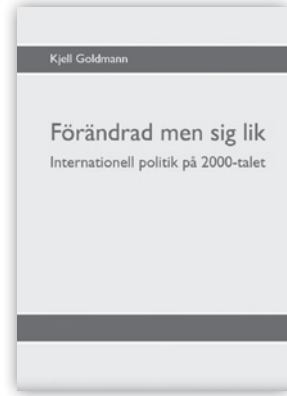 Kjell Goldmann
Förändrad men sig lik
Internationell politik på 2000-talet